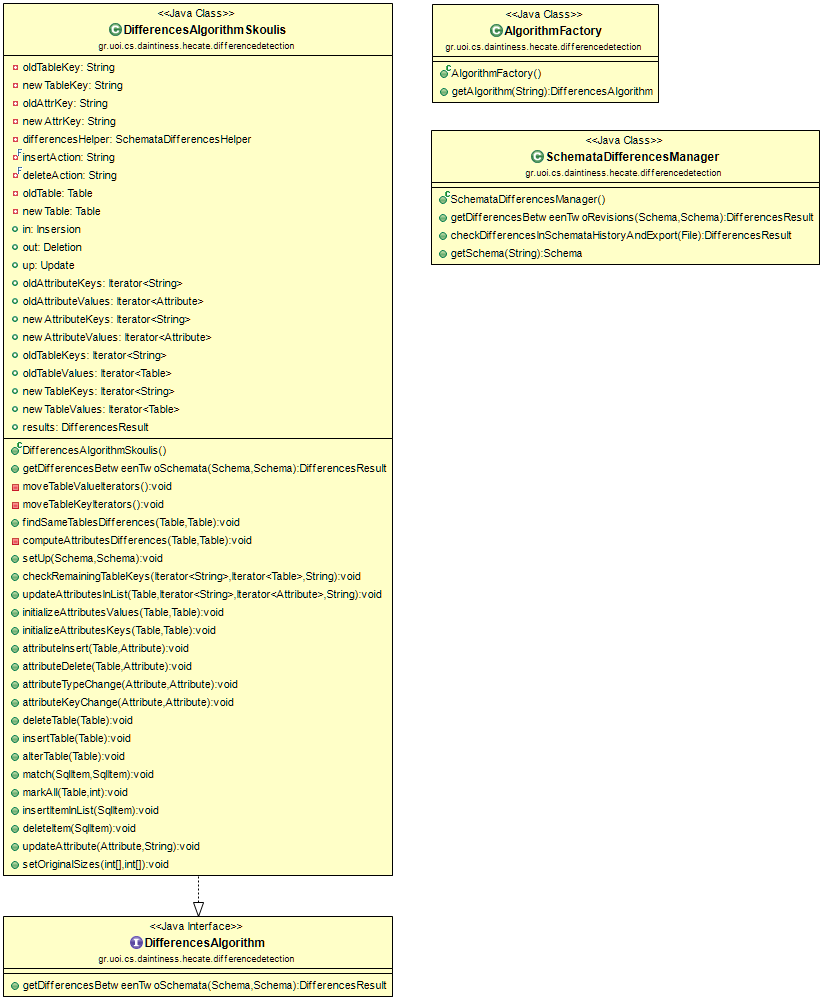 <<Java Class>>
DifferencesAlgorithmSkoulis
gr.uoi.cs.daintiness.hecate.differencedetection
oldTableKey: String
newTableKey: String
oldAttrKey: String
newAttrKey: String
differencesHelper: SchemataDifferencesHelper
insertAction: String
deleteAction: String
oldTable: Table
newTable: Table
in: Insersion
out: Deletion
up: Update
oldAttributeKeys: Iterator<String>
oldAttributeValues: Iterator<Attribute>
newAttributeKeys: Iterator<String>
newAttributeValues: Iterator<Attribute>
oldTableKeys: Iterator<String>
oldTableValues: Iterator<Table>
newTableKeys: Iterator<String>
newTableValues: Iterator<Table>
results: DifferencesResult
DifferencesAlgorithmSkoulis()
getDifferencesBetweenTwoSchemata(Schema,Schema):DifferencesResult
moveTableValueIterators():void
moveTableKeyIterators():void
findSameTablesDifferences(Table,Table):void
computeAttributesDifferences(Table,Table):void
setUp(Schema,Schema):void
checkRemainingTableKeys(Iterator<String>,Iterator<Table>,String):void
updateAttributesInList(Table,Iterator<String>,Iterator<Attribute>,String):void
initializeAttributesValues(Table,Table):void
initializeAttributesKeys(Table,Table):void
attributeInsert(Table,Attribute):void
attributeDelete(Table,Attribute):void
attributeTypeChange(Attribute,Attribute):void
attributeKeyChange(Attribute,Attribute):void
deleteTable(Table):void
insertTable(Table):void
alterTable(Table):void
match(SqlItem,SqlItem):void
markAll(Table,int):void
insertItemInList(SqlItem):void
deleteItem(SqlItem):void
updateAttribute(Attribute,String):void
setOriginalSizes(int[],int[]):void
<<Java Interface>>
DifferencesAlgorithm
gr.uoi.cs.daintiness.hecate.differencedetection
getDifferencesBetweenTwoSchemata(Schema,Schema):DifferencesResult
<<Java Class>>
AlgorithmFactory
gr.uoi.cs.daintiness.hecate.differencedetection
AlgorithmFactory()
getAlgorithm(String):DifferencesAlgorithm
<<Java Class>>
SchemataDifferencesManager
gr.uoi.cs.daintiness.hecate.differencedetection
SchemataDifferencesManager()
getDifferencesBetweenTwoRevisions(Schema,Schema):DifferencesResult
checkDifferencesInSchemataHistoryAndExport(File):DifferencesResult
getSchema(String):Schema